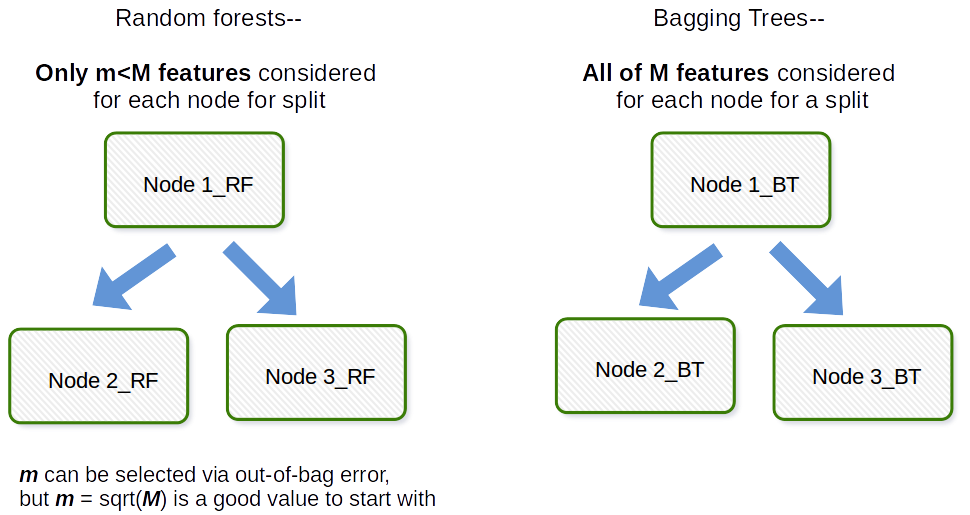 Random forests--
Only m<M features considered
for each node for split
Node 1_RF
Node 2_RF
Node 3_RF
m can be selected via out-of-bag error,
but m = sqrt(M) is a good value to start with
Bagging Trees--
All of M features considered
for each node for a split
Node 1_BT
Node 2_BT
Node 3_BT